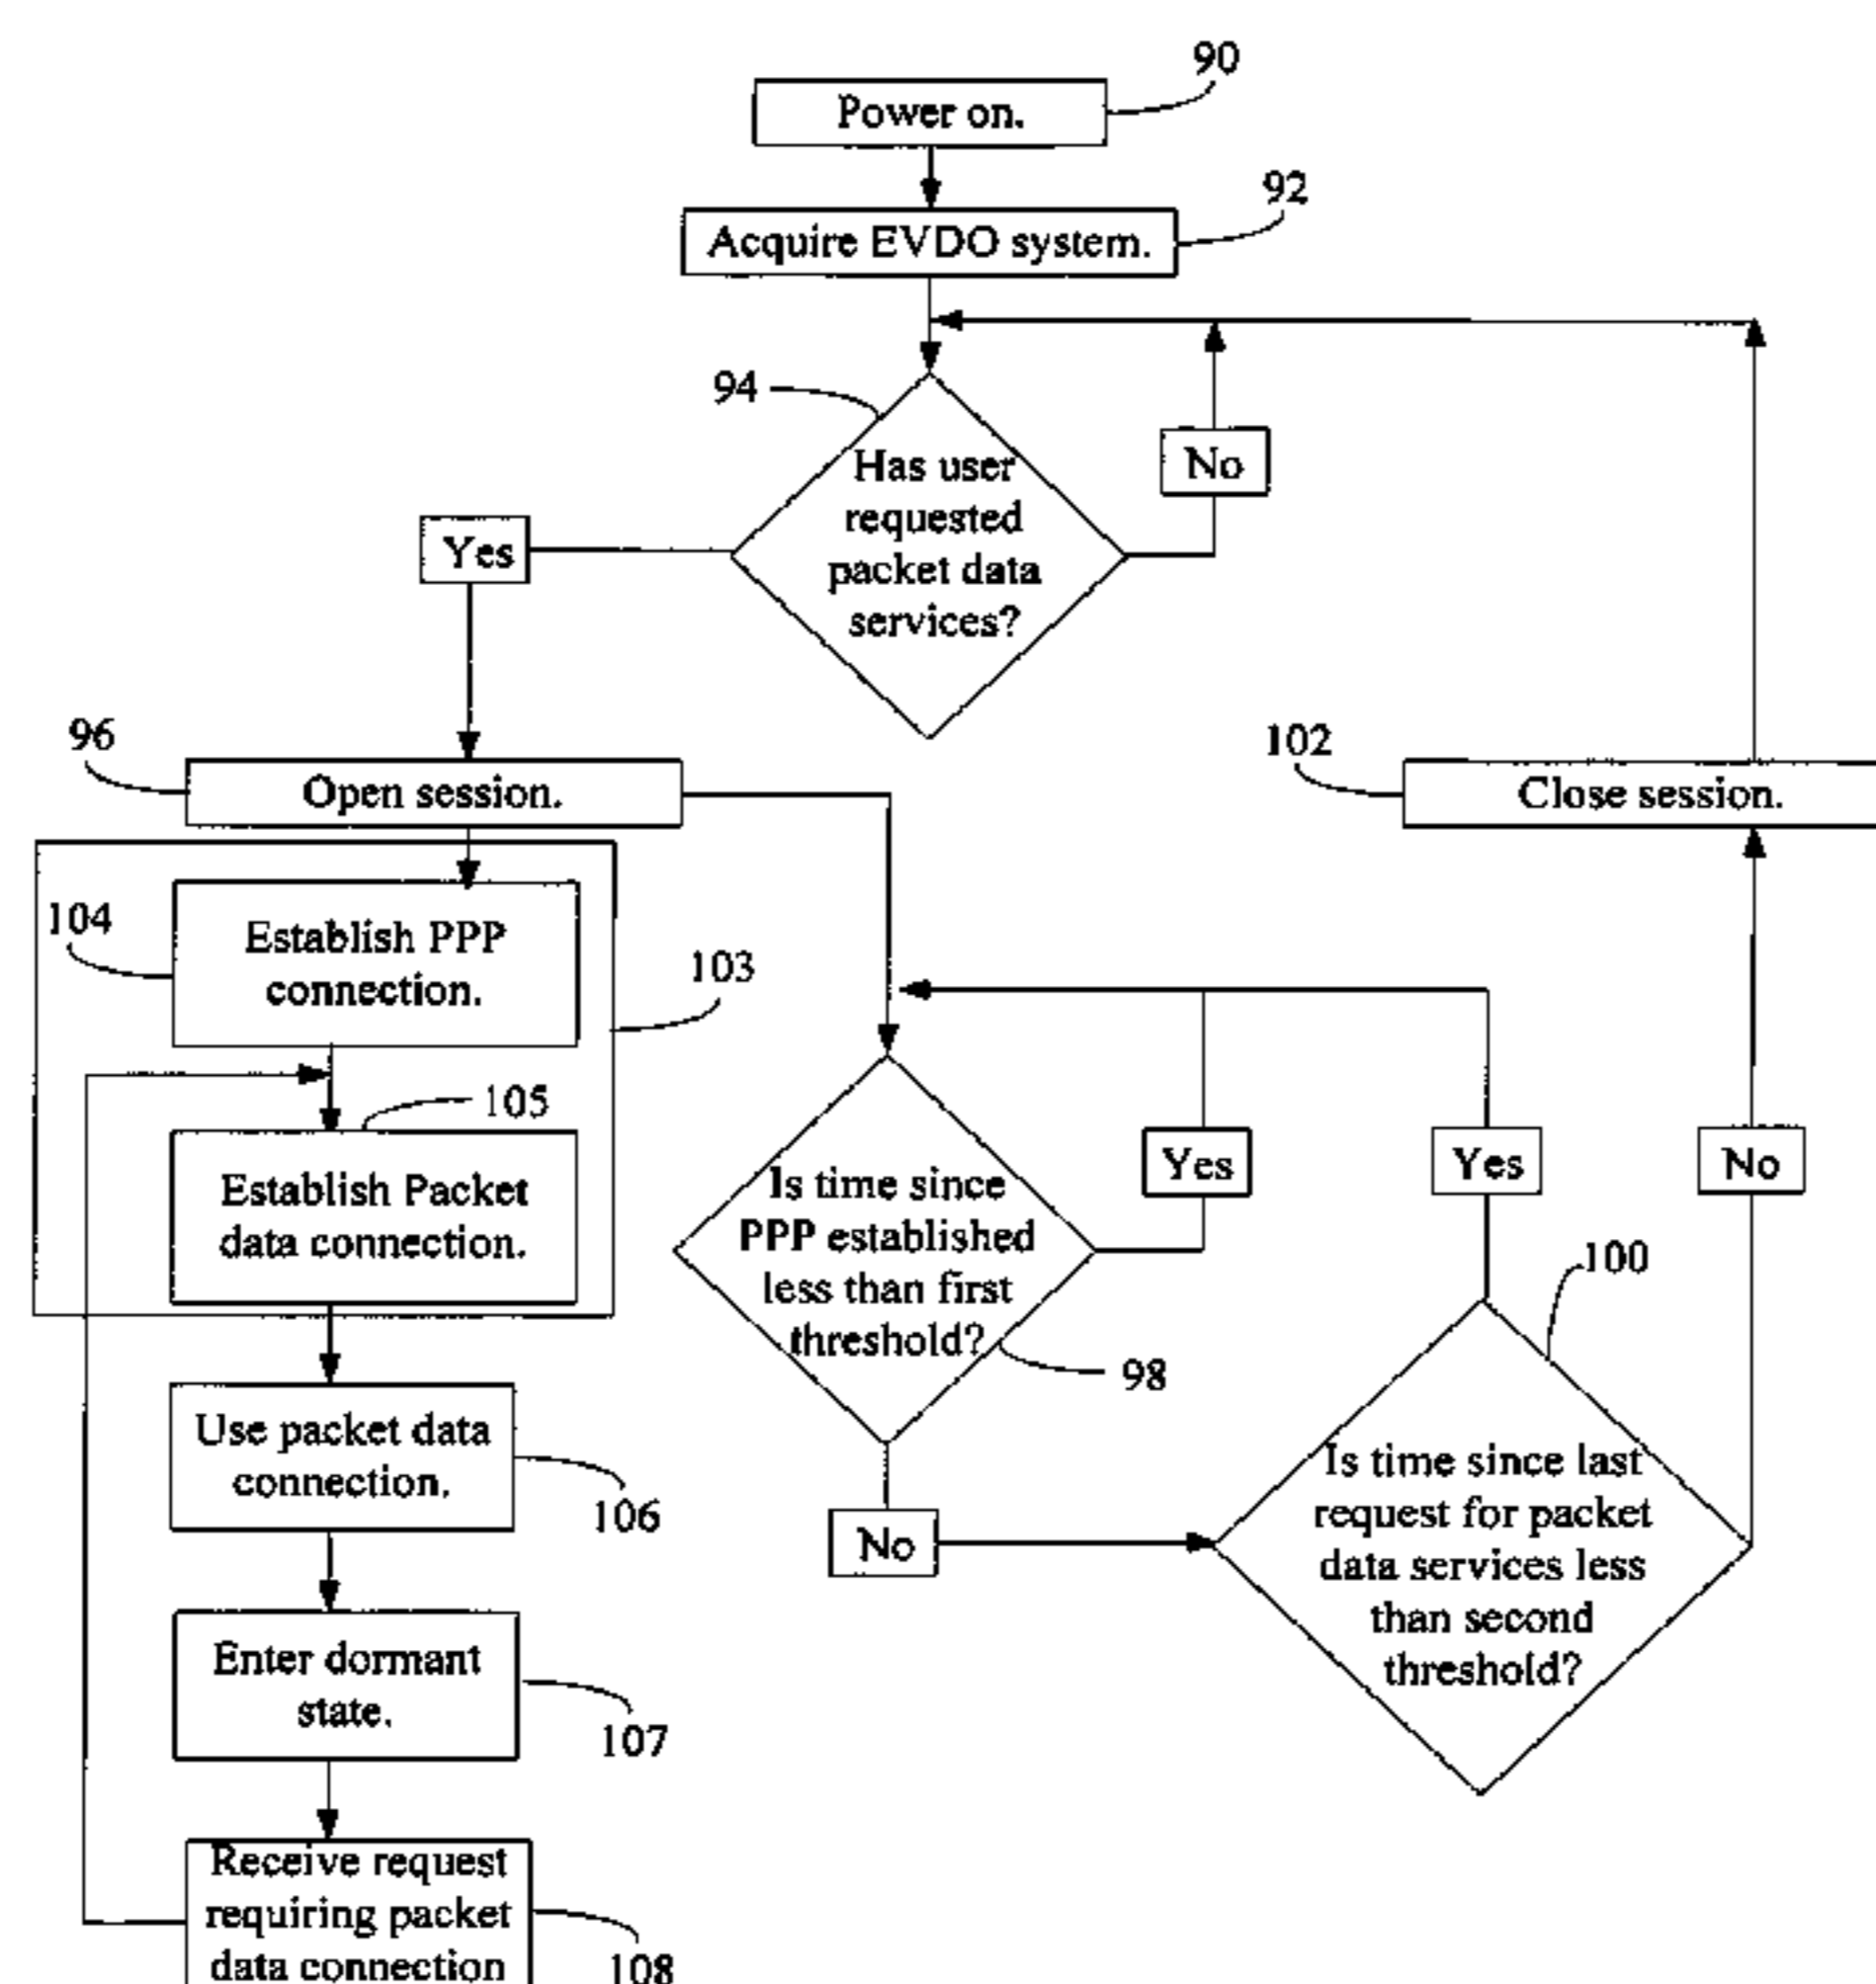 90
Power on.
92
Acquire EVDO system.
94
Has user
requested
packet data
services?
No
Yes
96
Open session.
102
Close session.
104
Establish PPP
connection.
103
105
Establish Packet
data connection.
Is time since
PPP established
less than first
threshold?
98
Yes
Yes
No
100
Use packet data
connection.
106
No
Is time since last
request for packet
data services less
than second
threshold?
Enter dormant
state.
107
Receive request
requiring packet
data connection
108